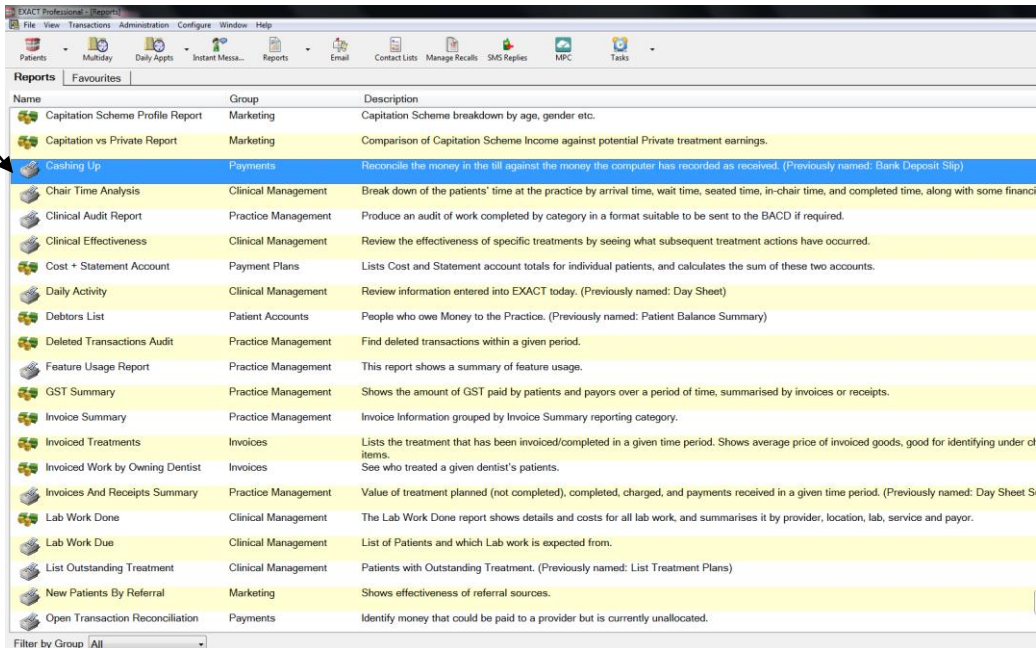 EXACT Professional - [Reports]
File View Transactions Administration Configure Window Help
Patients Multiday Daily Appts Instant Messa... Reports Email Contact Lists Manage Recalls SMS Replies MPC Tasks
Reports Favourites
Name Group Description
Capitation Scheme Profile Report Marketing Capitation Scheme breakdown by age, gender etc.
Capitation vs Private Report Marketing Comparison of Capitation Scheme Income against potential Private treatment earnings.
Cashing Up Payments Reconcile the money in the till against the money the computer has recorded as received. (Previously named: Bank Deposit Slip)
Chair Time Analysis Clinical Management Break down of the patients' time at the practice by arrival time, wait time, seated time, in-chair time, and completed time, along with some financi
Clinical Audit Report Practice Management Produce an audit of work completed by category in a format suitable to be sent to the BACD if required.
Clinical Effectiveness Clinical Management Review the effectiveness of specific treatments by seeing what subsequent treatment actions have occurred.
Cost + Statement Account Payment Plans Lists Cost and Statement account totals for individual patients, and calculates the sum of these two accounts.
Daily Activity Clinical Management Review information entered into EXACT today. (Previously named: Day Sheet)
Debtors List Patient Accounts People who owe Money to the Practice. (Previously named: Patient Balance Summary)
Deleted Transactions Audit Practice Management Find deleted transactions within a given period.
Feature Usage Report Practice Management This report shows a summary of feature usage.
GST Summary Practice Management Shows the amount of GST paid by patients and payors over a period of time, summarised by invoices or receipts.
Invoice Summary Practice Management Invoice Information grouped by Invoice Summary reporting category.
Invoiced Treatments Invoices Lists the treatment that has been invoiced/completed in a given time period. Shows average price of invoiced goods, good for identifying under ch
items.
Invoiced Work by Owning Dentist Invoices See who treated a given dentist's patients.
Invoices And Receipts Summary Practice Management Value of treatment planned (not completed), completed, charged, and payments received in a given time period. (Previously named: Day Sheet S
Lab Work Done Clinical Management The Lab Work Done report shows details and costs for all lab work, and summarises it by provider, location, lab, service and payor.
Lab Work Due Clinical Management List of Patients and which Lab work is expected from.
List Outstanding Treatment Clinical Management Patients with Outstanding Treatment. (Previously named: List Treatment Plans)
New Patients By Referral Marketing Shows effectiveness of referral sources.
Open Transaction Reconciliation Payments Identify money that could be paid to a provider but is currently unallocated.
Filter by Group All